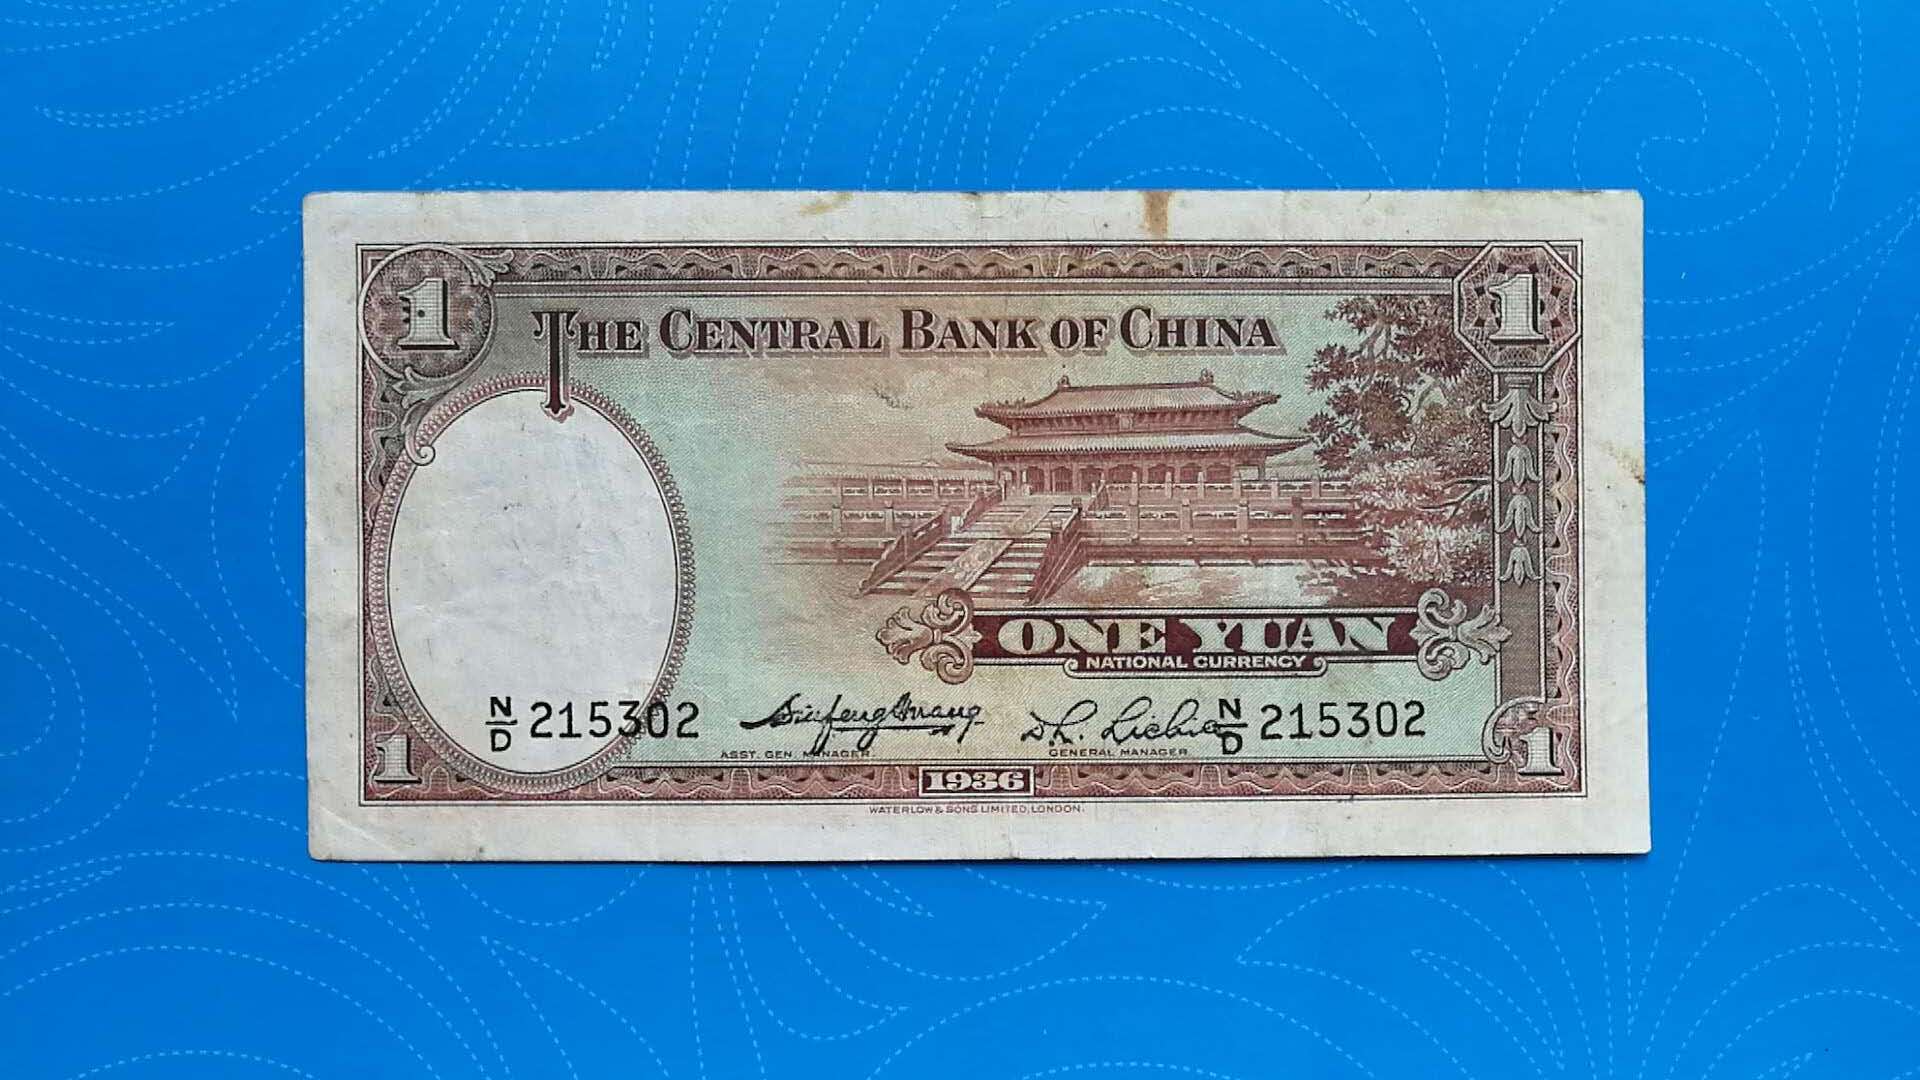 1 1
THE CENTRAL BANK OF CHINA
ONE YUAN
NATIONAL CURRENCY
N/D 215302 N/D 215302
ASST. GEN. MANAGER. GENERAL MANAGER
1 1936 1
WATERLOW & SONS LIMITED, LONDON.